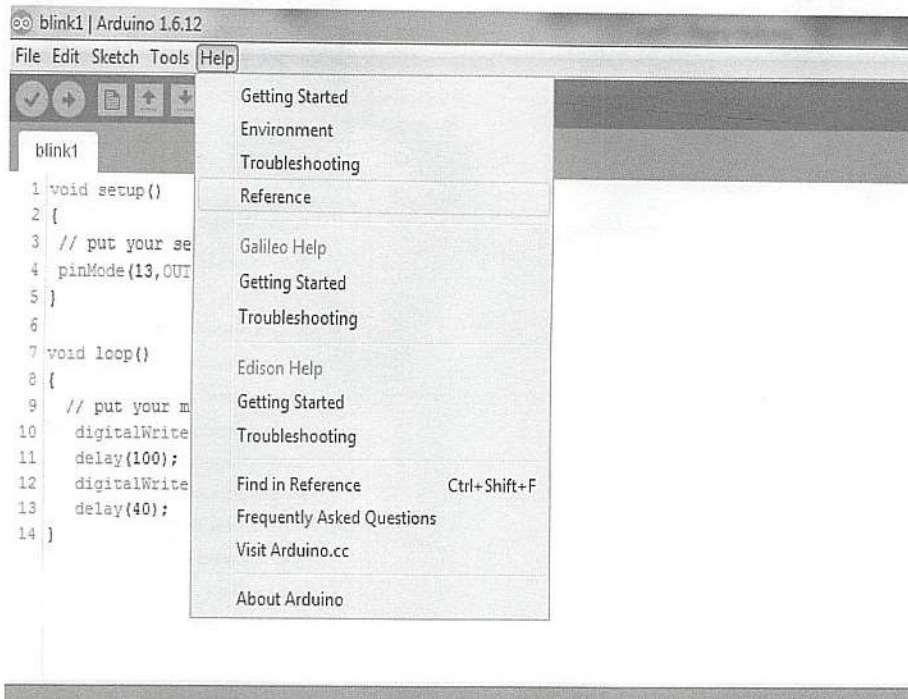 blink1 | Arduino 1.6.12
File Edit Sketch Tools Help
blink1
1 void setup()
2 {
3 // put your se
4 pinMode(13,OUT
5 }
6
7 void loop()
8 {
9 // put your m
10 digitalWrite
11 delay(100);
12 digitalWrite
13 delay(40);
14 }
Getting Started
Environment
Troubleshooting
Reference
Galileo Help
Getting Started
Troubleshooting
Edison Help
Getting Started
Troubleshooting
Find in Reference Ctrl+Shift+F
Frequently Asked Questions
Visit Arduino.cc
About Arduino